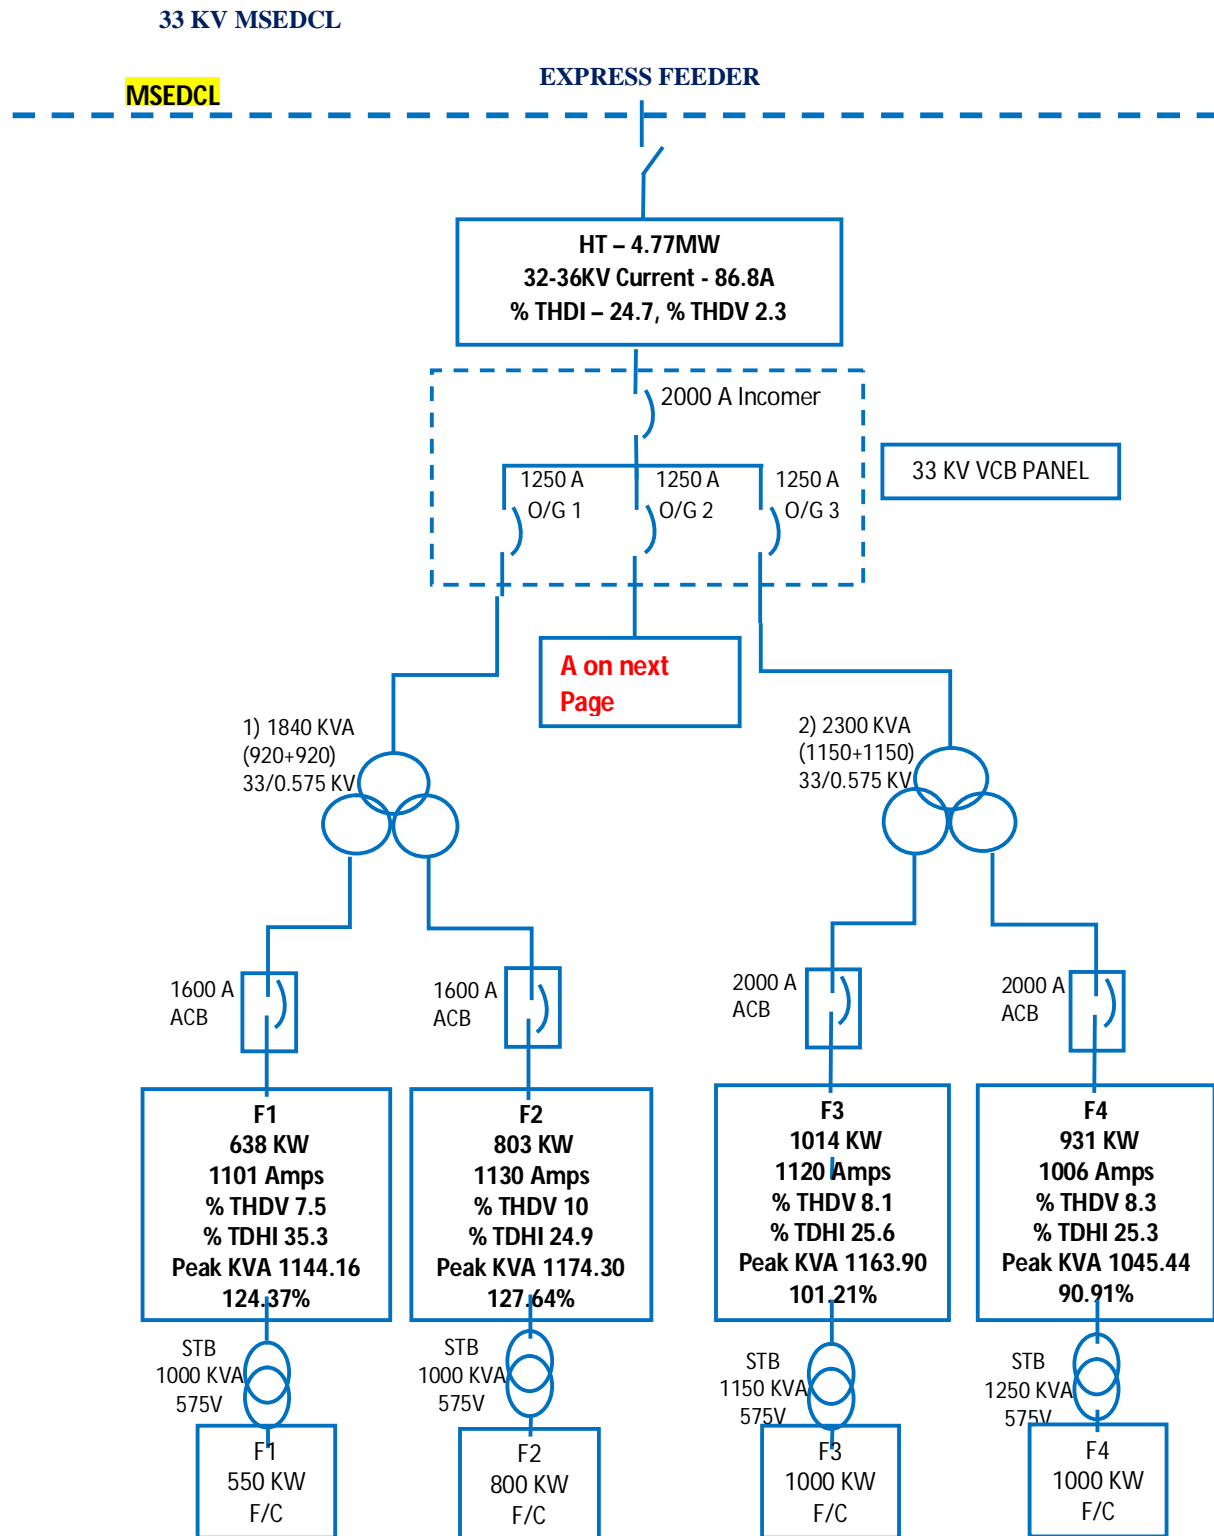 33 KV MSEDCL
EXPRESS FEEDER
MSEDCL
HT – 4.77MW
32-36KV Current - 86.8A
% THDI – 24.7, % THDV 2.3
2000 A Incomer
1250 A
O/G 1
1250 A
O/G 2
1250 A
O/G 3
33 KV VCB PANEL
A on next
Page
1) 1840 KVA
(920+920)
33/0.575 KV
2) 2300 KVA
(1150+1150)
33/0.575 KV
1600 A
ACB
1600 A
ACB
2000 A
ACB
2000 A
ACB
F1
638 KW
1101 Amps
% THDV 7.5
% TDHI 35.3
Peak KVA 1144.16
124.37%
F2
803 KW
1130 Amps
% THDV 10
% TDHI 24.9
Peak KVA 1174.30
127.64%
F3
1014 KW
1120 Amps
% THDV 8.1
% TDHI 25.6
Peak KVA 1163.90
101.21%
F4
931 KW
1006 Amps
% THDV 8.3
% TDHI 25.3
Peak KVA 1045.44
90.91%
STB
1000 KVA
575V
STB
1000 KVA
575V
STB
1150 KVA
575V
STB
1250 KVA
575V
F1
550 KW
F/C
F2
800 KW
F/C
F3
1000 KW
F/C
F4
1000 KW
F/C